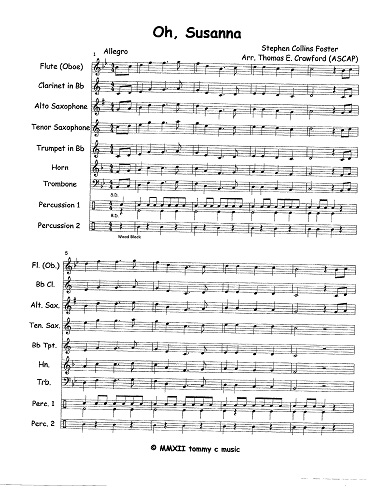 Oh, Susanna
Stephen Collins Foster
Arr. Thomas E. Crawford (ASCAP)
1 Allegro
Flute (Oboe)
Clarinet in Bb
Alto Saxophone
Tenor Saxophone
Trumpet in Bb
Horn
Trombone
Percussion 1
S.D.
B.D.
Percussion 2
Wood Block
5
Fl. (Ob.)
Bb Cl.
Alt. Sax.
Ten. Sax.
Bb Tpt.
Hn.
Trb.
Perc. 1
Perc. 2
© MMXII tommy c music